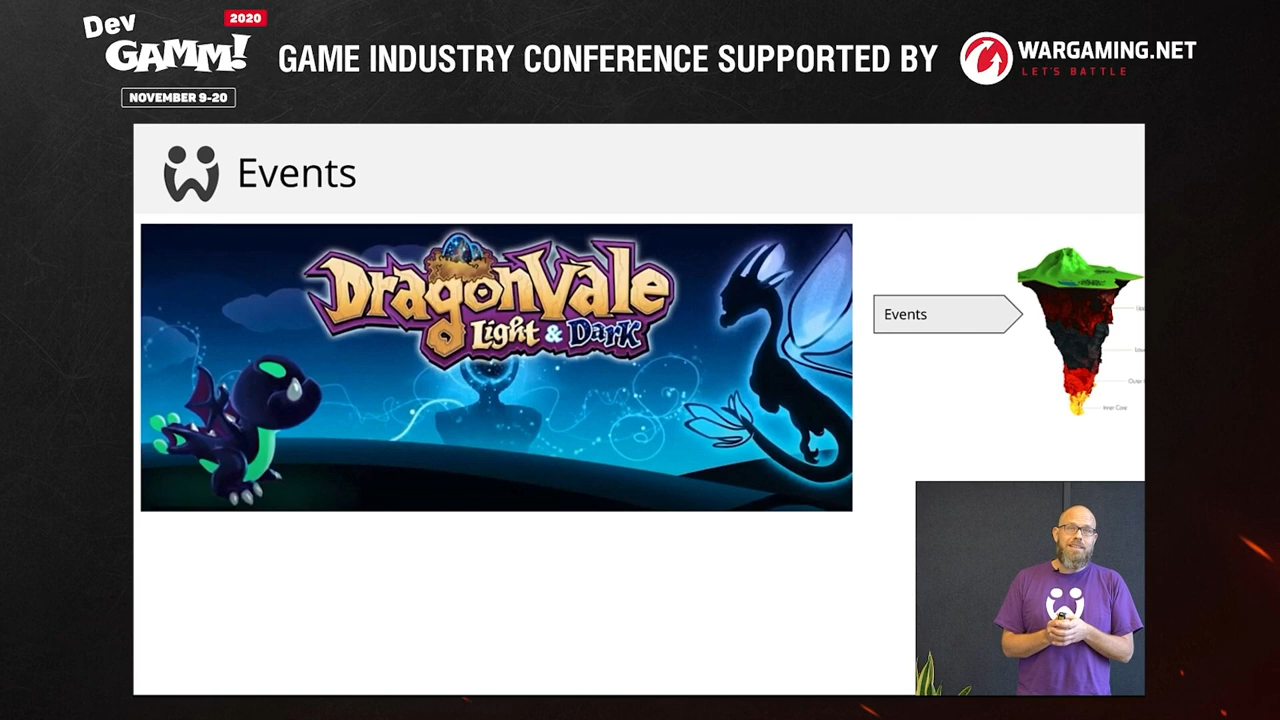 Dev
GAMM!
2020
NOVEMBER 9-20
GAME INDUSTRY CONFERENCE SUPPORTED BY
WARGAMING.NET
LET'S BATTLE
Events
DragonVale
Light & Dark
Events
Inner Core